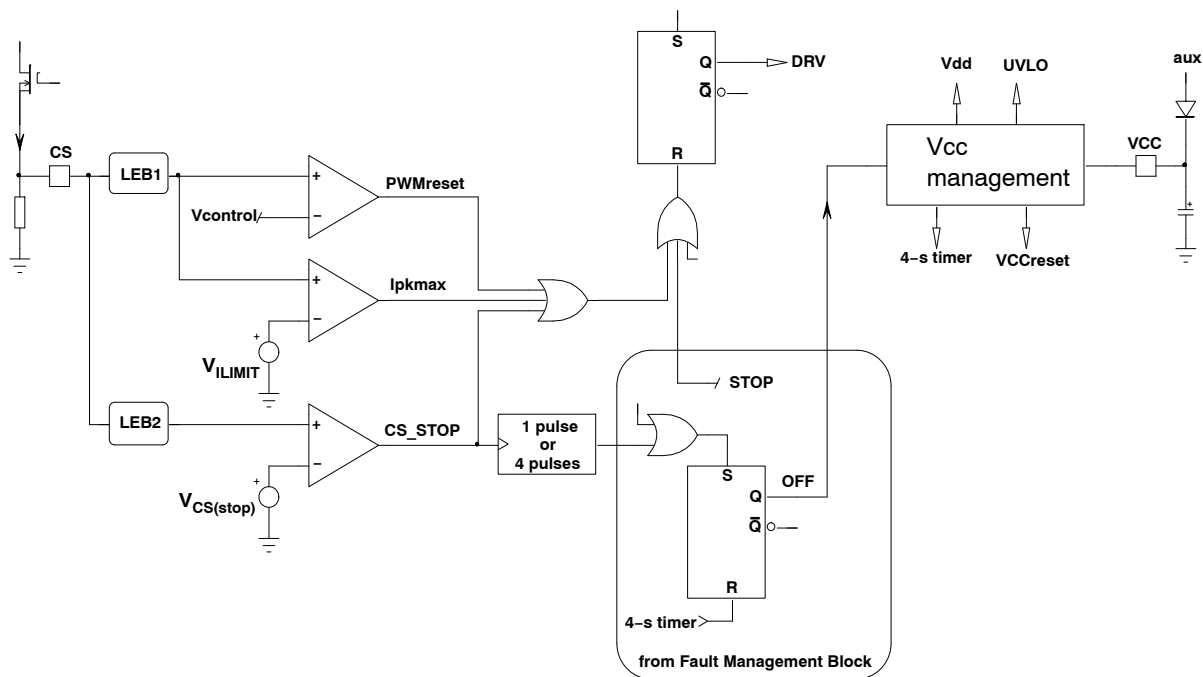 S
Q
DRV
Q
R
Vdd
UVLO
aux
Vcc
management
VCC
4–s timer
VCCreset
CS
LEB1
+
–
PWMreset
Vcontrol
+
–
Ipkmax
+
VILIMIT
STOP
LEB2
+
–
CS_STOP
1 pulse
or
4 pulses
+
VCS(stop)
S
Q
OFF
Q
R
4–s timer
from Fault Management Block
+